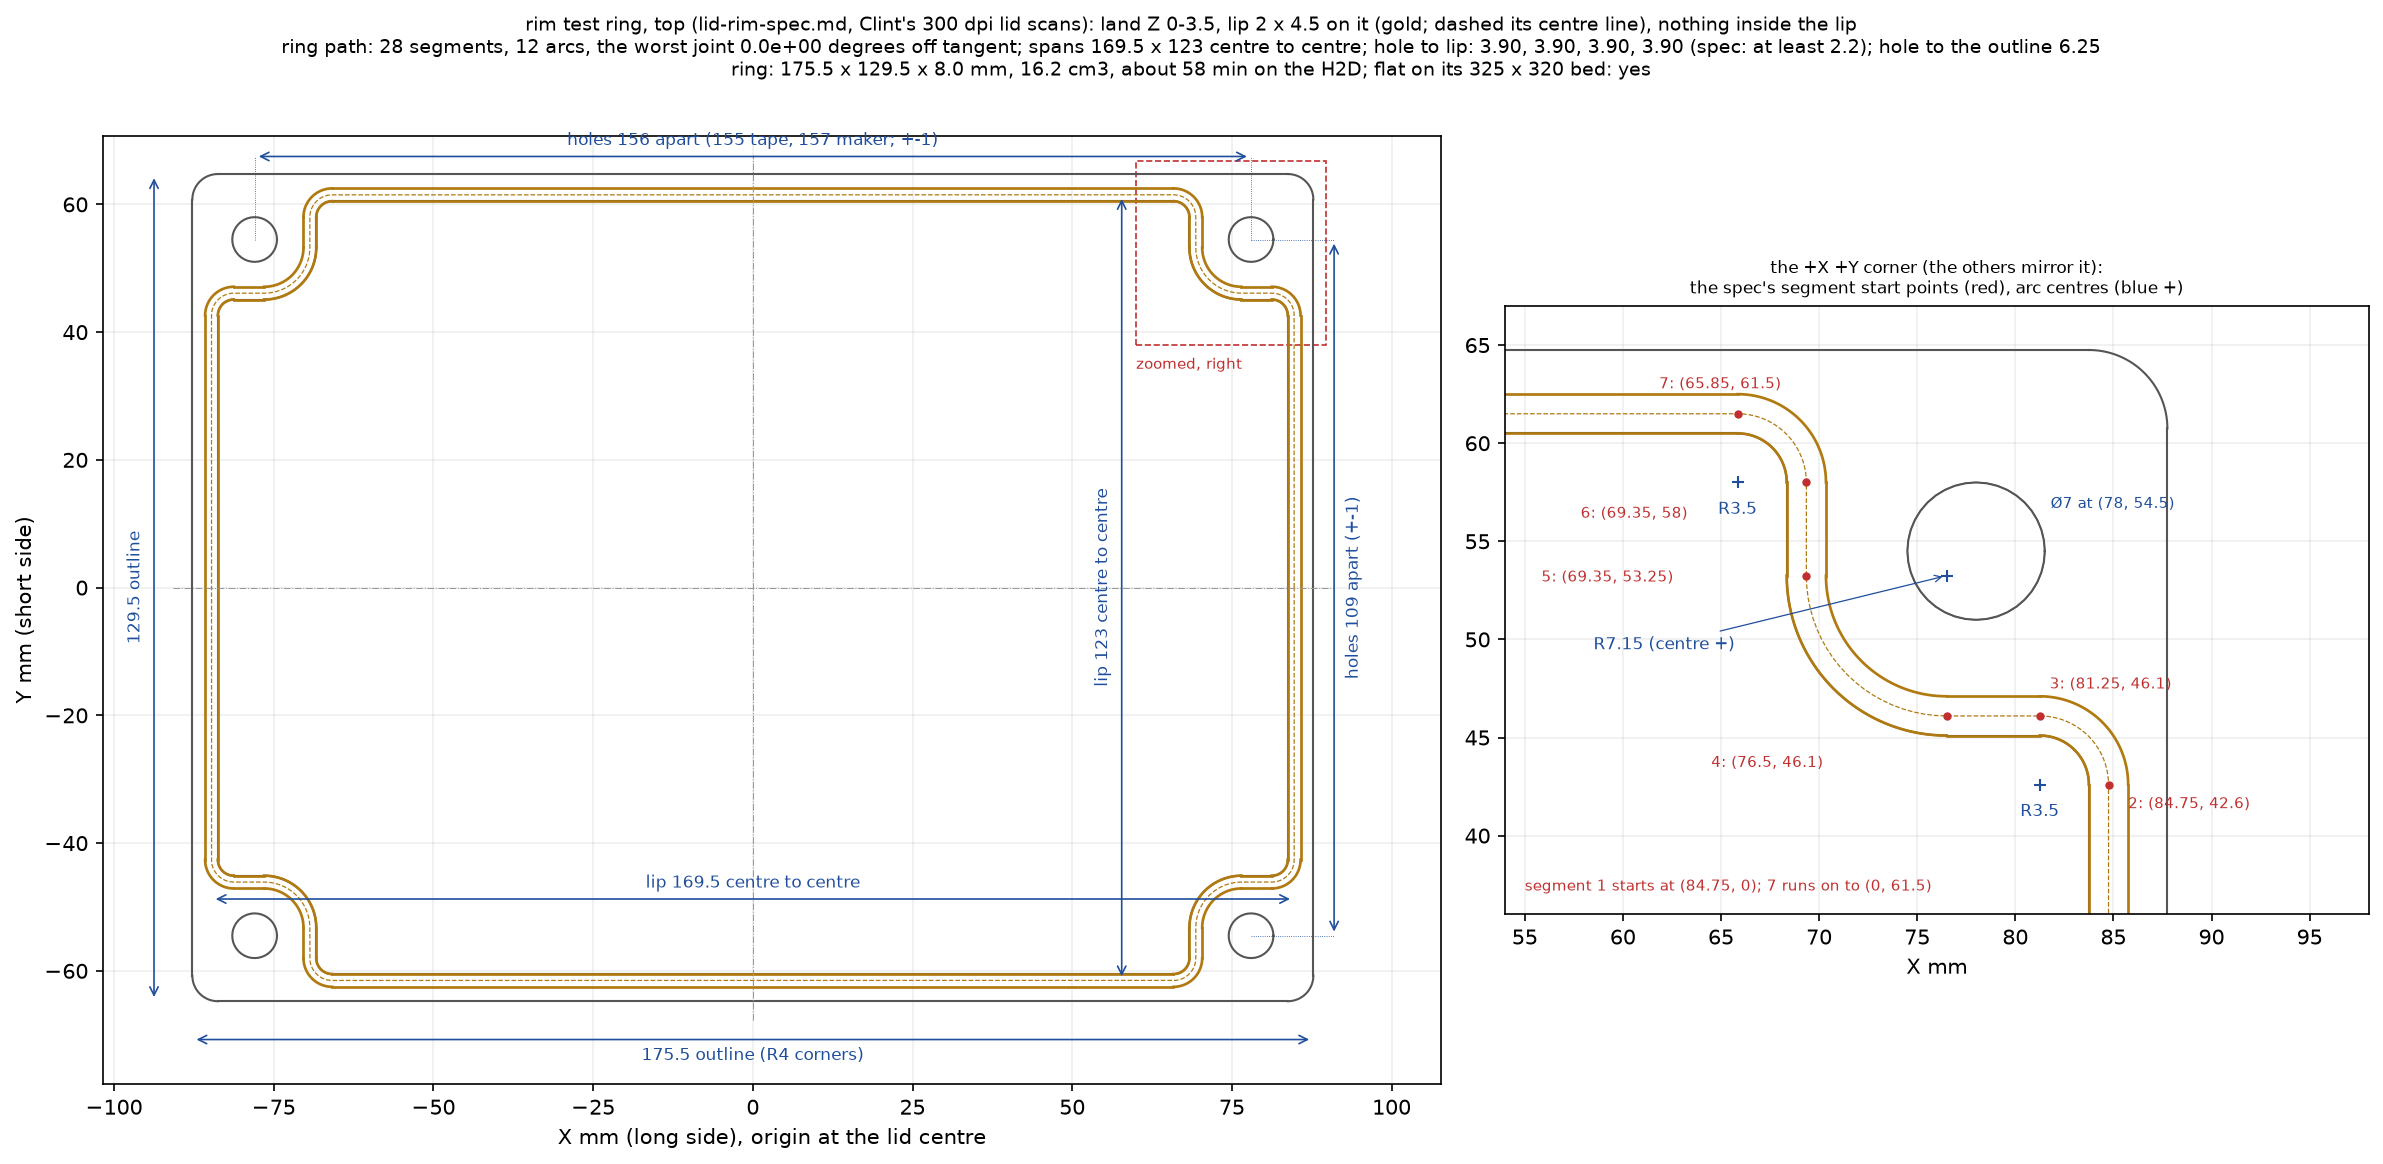 rim test ring, top (lid-rim-spec.md, Clint's 300 dpi lid scans): land Z 0-3.5, lip 2 x 4.5 on it (gold; dashed its centre line), nothing inside the lip
ring path: 28 segments, 12 arcs, the worst joint 0.0e+00 degrees off tangent; spans 169.5 x 123 centre to centre; hole to lip: 3.90, 3.90, 3.90, 3.90 (spec: at least 2.2); hole to the outline 6.25
ring: 175.5 x 129.5 x 8.0 mm, 16.2 cm3, about 58 min on the H2D; flat on its 325 x 320 bed: yes
holes 156 apart (155 tape, 157 maker; +-1)
zoomed, right
129.5 outline
lip 123 centre to centre
holes 109 apart (+-1)
lip 169.5 centre to centre
175.5 outline (R4 corners)
60
40
20
0
−20
−40
−60
Y mm (short side)
−100
−75
−50
−25
0
25
50
75
100
X mm (long side), origin at the lid centre
the +X +Y corner (the others mirror it):
the spec's segment start points (red), arc centres (blue +)
7: (65.85, 61.5)
R3.5
6: (69.35, 58)
Ø7 at (78, 54.5)
5: (69.35, 53.25)
R7.15 (centre +)
3: (81.25, 46.1)
4: (76.5, 46.1)
R3.5
2: (84.75, 42.6)
segment 1 starts at (84.75, 0); 7 runs on to (0, 61.5)
65
60
55
50
45
40
55
60
65
70
75
80
85
90
95
X mm